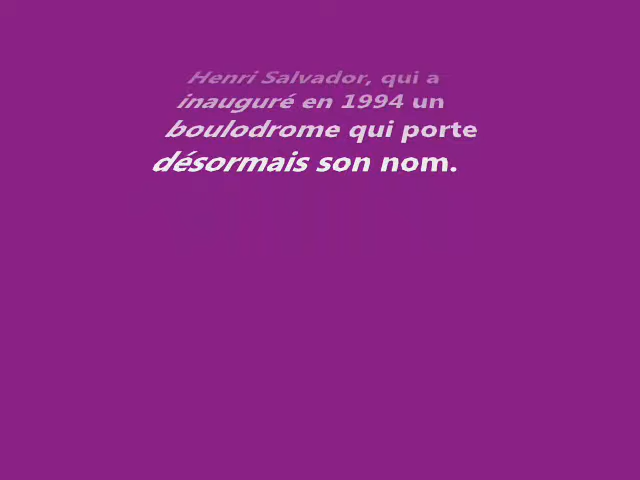 Henri Salvador, qui a
inauguré en 1994 un
boulodrome qui porte
désormais son nom.